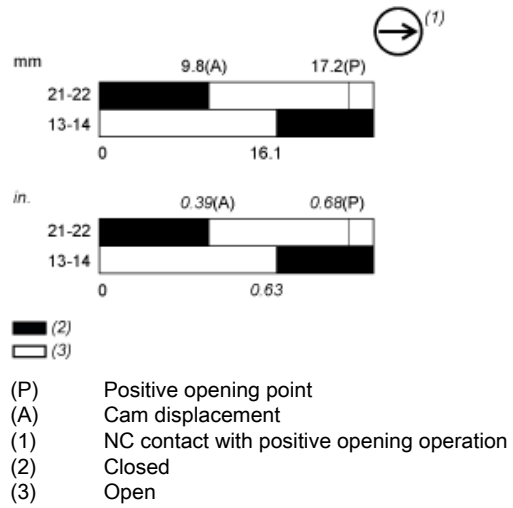 (1)
mm
9.8(A) 17.2(P)
21-22
13-14
0 16.1
in.
0.39(A) 0.68(P)
21-22
13-14
0 0.63
(2)
(3)
(P) Positive opening point
(A) Cam displacement
(1) NC contact with positive opening operation
(2) Closed
(3) Open